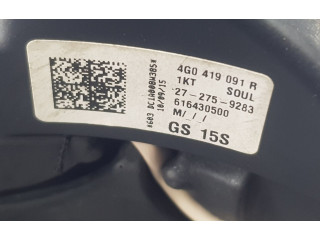 4G0 419 091 R
1KT SOUL
27-275-9283
616430500
M/_/_/
GS 15S
10/09/15